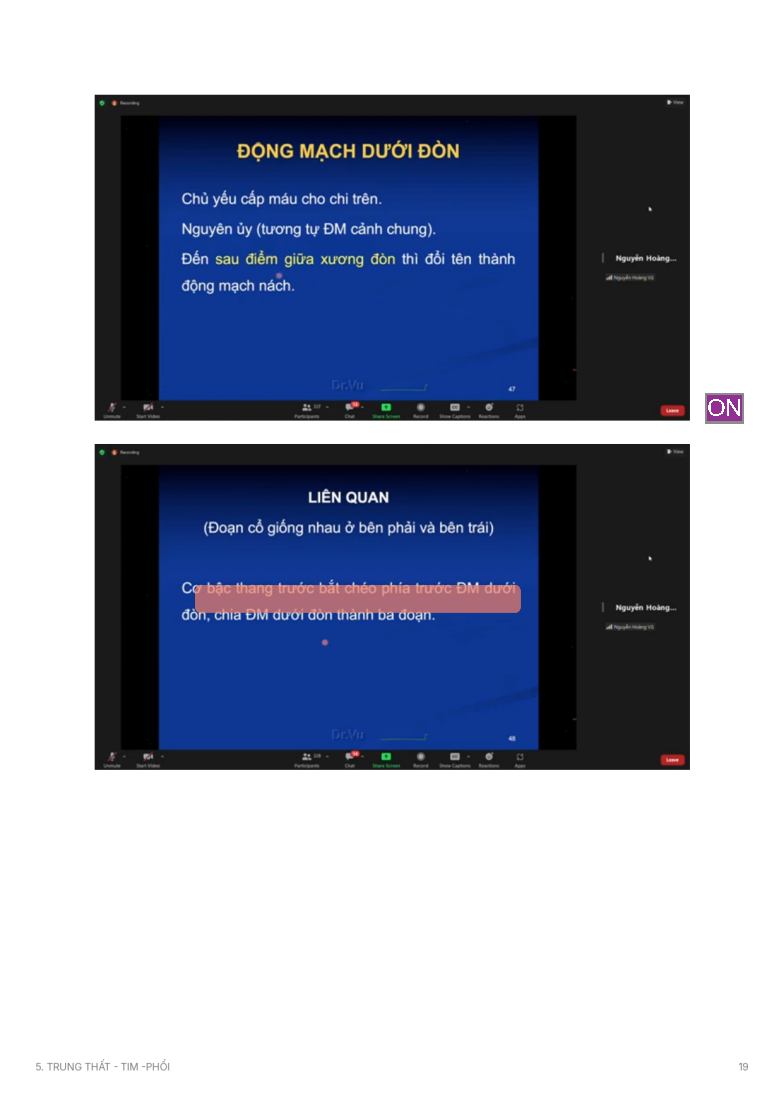 Recording
View
ĐỘNG MẠCH DƯỚI ĐÒN
Chủ yếu cấp máu cho chi trên.
Nguyên ủy (tương tự ĐM cảnh chung).
Đến sau điểm giữa xương đòn thì đổi tên thành
động mạch nách.
Nguyễn Hoàng...
Nguyễn Hoàng Vũ
Dr.Vu
47
Unmute
Start Video
Participants
Chat
Share Screen
Record
Show Captions
Reactions
Apps
Leave
ON
Recording
View
LIÊN QUAN
(Đoạn cổ giống nhau ở bên phải và bên trái)
Cơ bậc thang trước bắt chéo phía trước ĐM dưới
đòn, chia ĐM dưới đòn thành ba đoạn.
Nguyễn Hoàng...
Nguyễn Hoàng Vũ
Dr.Vu
48
Unmute
Start Video
Participants
Chat
Share Screen
Record
Show Captions
Reactions
Apps
Leave
5. TRUNG THẤT - TIM -PHỔI
19